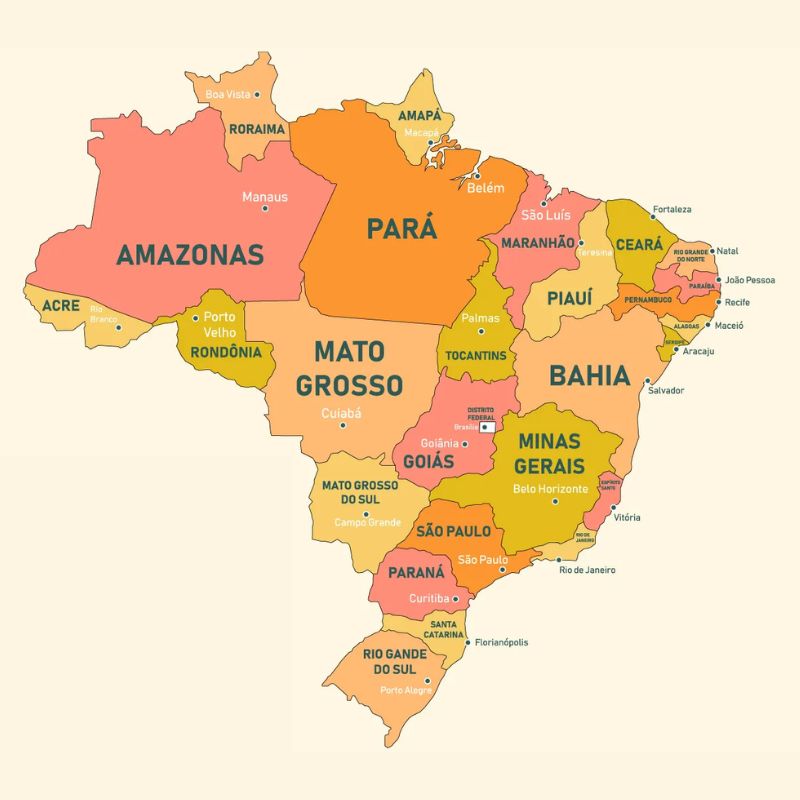 Boa Vista
RORAIMA
AMAPÁ
Macapá
Manaus
AMAZONAS
PARÁ
Belém
São Luís
MARANHÃO
Teresina
PIAUÍ
CEARÁ
Fortaleza
RIO GRANDE
DO NORTE
Natal
PARAÍBA
João Pessoa
PERNAMBUCO
Recife
ALAGOAS
Maceió
SERGIPE
Aracaju
ACRE
Rio
Branco
Porto
Velho
RONDÔNIA
MATO
GROSSO
Cuiabá
Palmas
TOCANTINS
BAHIA
Salvador
DISTRITO
FEDERAL
Brasília
Goiânia
GOIÁS
MINAS
GERAIS
Belo Horizonte
ESPÍRITO
SANTO
Vitória
MATO GROSSO
DO SUL
Campo Grande
SÃO PAULO
São Paulo
RIO DE
JANEIRO
Rio de Janeiro
PARANÁ
Curitiba
SANTA
CATARINA
Florianópolis
RIO GANDE
DO SUL
Porto Alegre